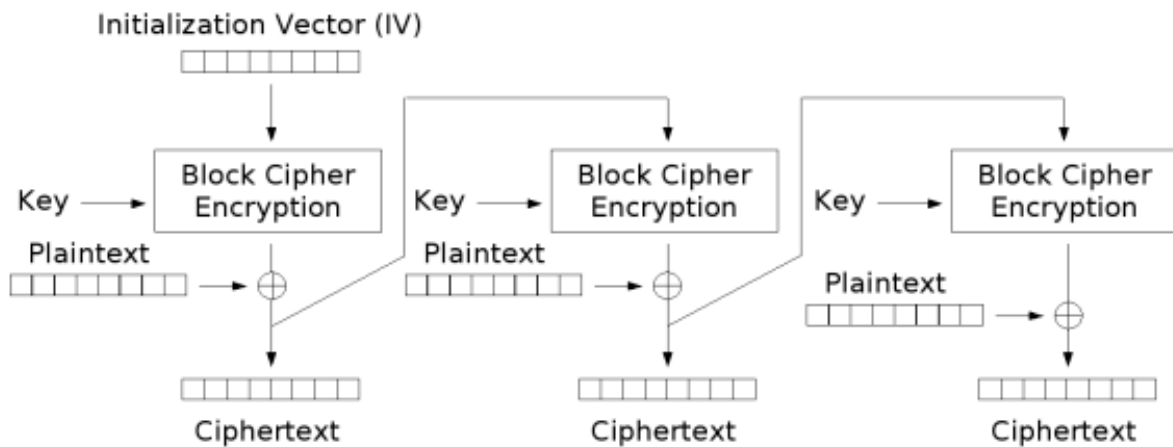 Initialization Vector (IV)
Key
Block Cipher
Encryption
Plaintext
Ciphertext
Key
Block Cipher
Encryption
Plaintext
Ciphertext
Key
Block Cipher
Encryption
Plaintext
Ciphertext